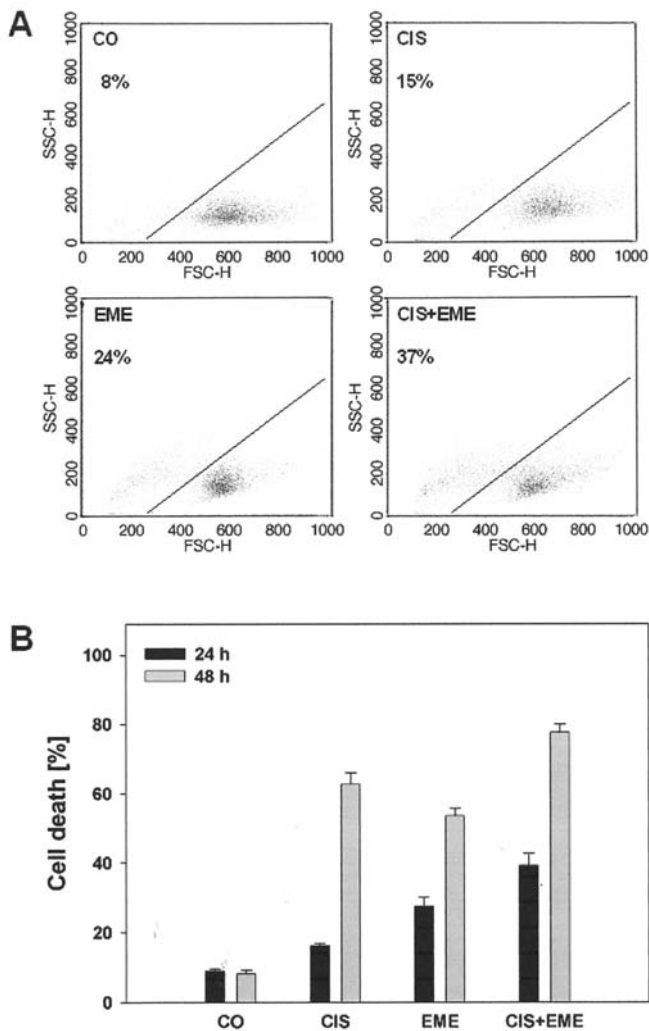 A
CO
8%
SSC-H
1000
800
600
400
200
0
0 200 400 600 800 1000
FSC-H
CIS
15%
SSC-H
1000
800
600
400
200
0
0 200 400 600 800 1000
FSC-H
EME
24%
SSC-H
1000
800
600
400
200
0
0 200 400 600 800 1000
FSC-H
CIS+EME
37%
SSC-H
1000
800
600
400
200
0
0 200 400 600 800 1000
FSC-H
B
24 h
48 h
Cell death [%]
100
80
60
40
20
0
CO CIS EME CIS+EME